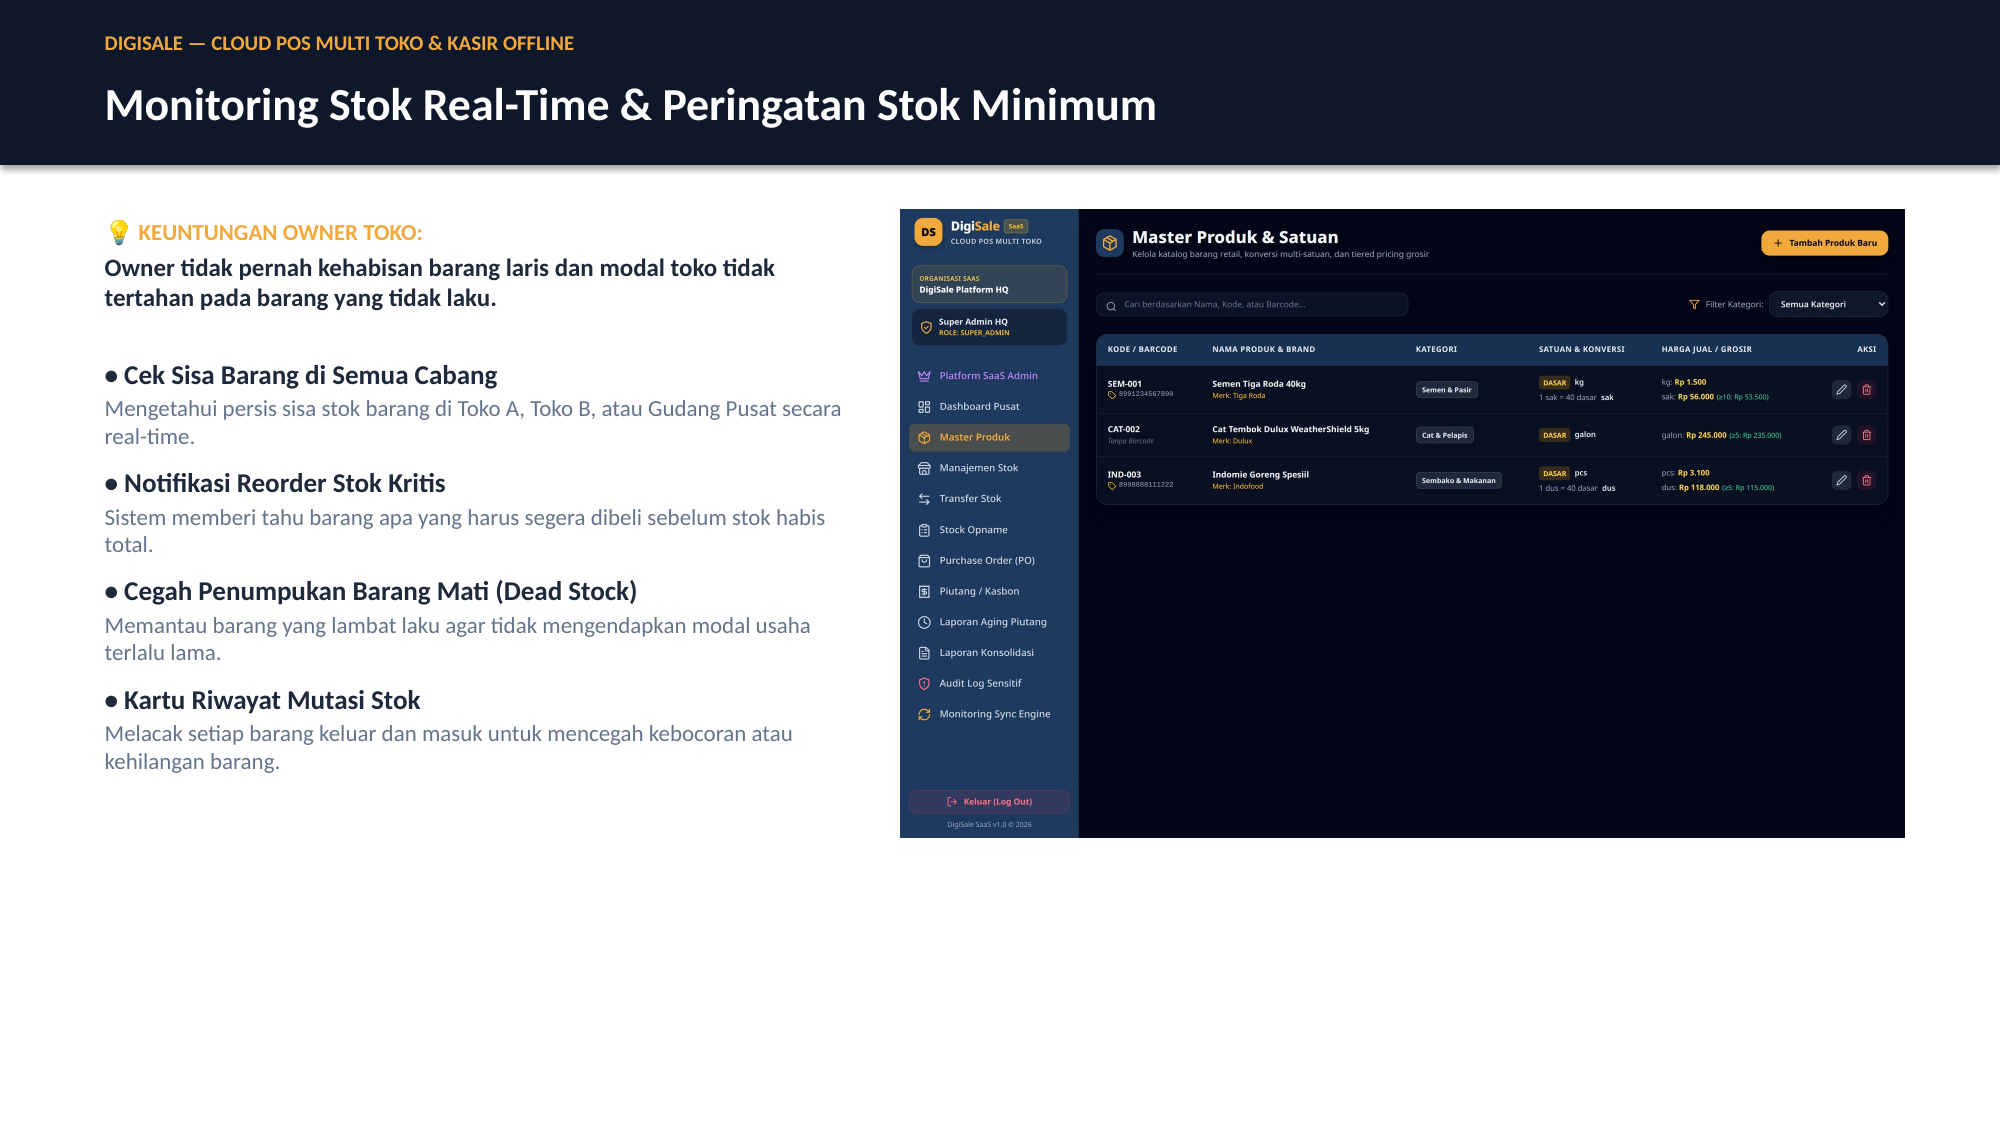 DIGISALE — CLOUD POS MULTI TOKO & KASIR OFFLINE
Monitoring Stok Real-Time & Peringatan Stok Minimum
💡 KEUNTUNGAN OWNER TOKO:
Owner tidak pernah kehabisan barang laris dan modal toko tidak
tertahan pada barang yang tidak laku.
● Cek Sisa Barang di Semua Cabang
Mengetahui persis sisa stok barang di Toko A, Toko B, atau Gudang Pusat secara
real-time.
● Notifikasi Reorder Stok Kritis
Sistem memberi tahu barang apa yang harus segera dibeli sebelum stok habis
total.
● Cegah Penumpukan Barang Mati (Dead Stock)
Memantau barang yang lambat laku agar tidak mengendapkan modal usaha
terlalu lama.
● Kartu Riwayat Mutasi Stok
Melacak setiap barang keluar dan masuk untuk mencegah kebocoran atau
kehilangan barang.
DS DigiSale SaaS
CLOUD POS MULTI TOKO
ORGANISASI SAAS
DigiSale Platform HQ
Super Admin HQ
ROLE: SUPER_ADMIN
Platform SaaS Admin
Dashboard Pusat
Master Produk
Manajemen Stok
Transfer Stok
Stock Opname
Purchase Order (PO)
Piutang / Kasbon
Laporan Aging Piutang
Laporan Konsolidasi
Audit Log Sensitif
Monitoring Sync Engine
Keluar (Log Out)
DigiSale SaaS v1.0 © 2026
Master Produk & Satuan
Kelola katalog barang retail, konversi multi-satuan, dan tiered pricing grosir
+ Tambah Produk Baru
Cari berdasarkan Nama, Kode, atau Barcode...
Filter Kategori: Semua Kategori
KODE / BARCODE NAMA PRODUK & BRAND KATEGORI SATUAN & KONVERSI HARGA JUAL / GROSIR AKSI
SEM-001 Semen Tiga Roda 40kg Semen & Pasir DASAR kg kg: Rp 1.500
8991234567890 Merk: Tiga Roda 1 sak = 40 dasar sak sak: Rp 56.000 (≥10: Rp 53.500)
CAT-002 Cat Tembok Dulux WeatherShield 5kg Cat & Pelapis DASAR galon galon: Rp 245.000 (≥5: Rp 235.000)
Tanpa Barcode Merk: Dulux
IND-003 Indomie Goreng Spesiil Sembako & Makanan DASAR pcs pcs: Rp 3.100
8998888111222 Merk: Indofood 1 dus = 40 dasar dus dus: Rp 118.000 (≥5: Rp 115.000)